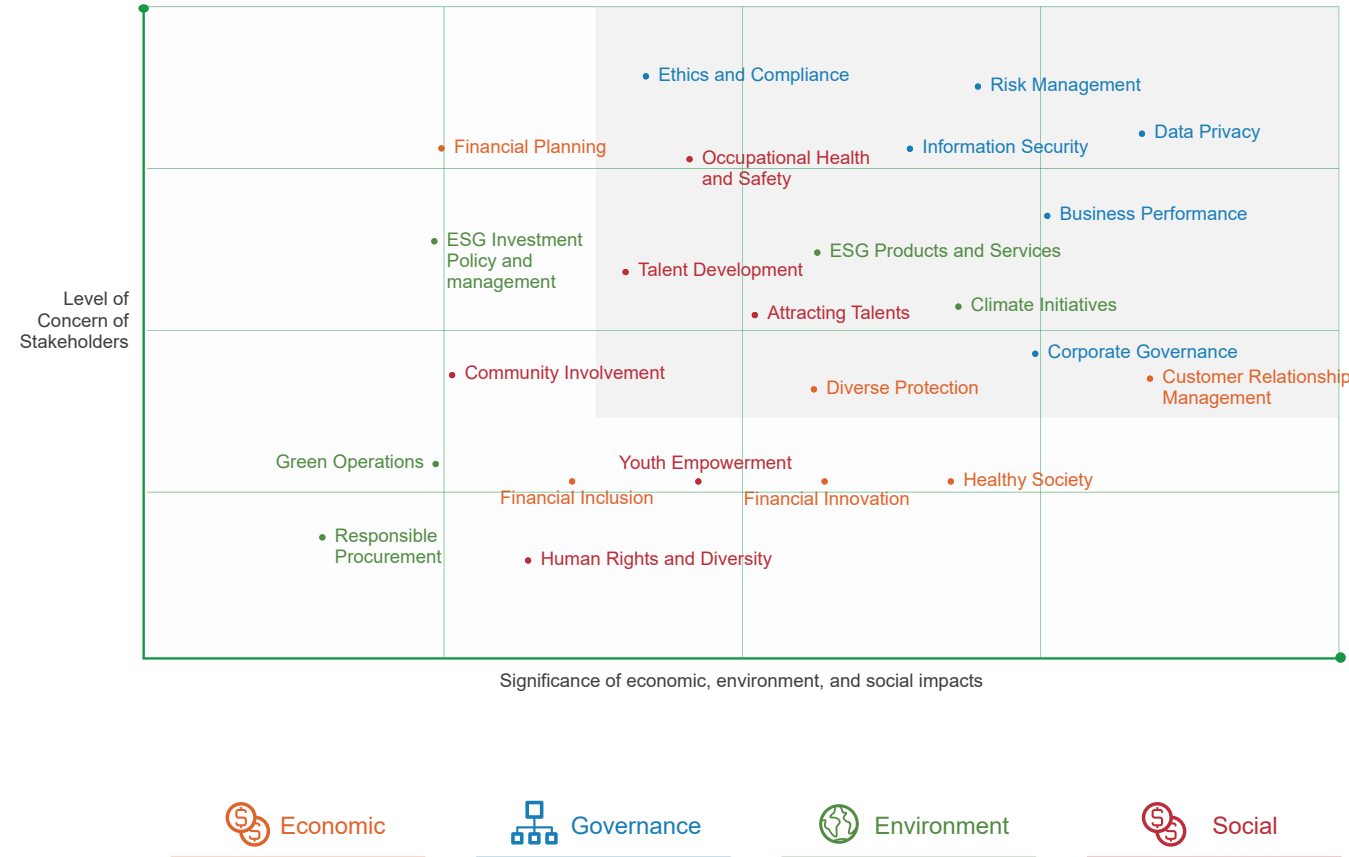 Ethics and Compliance
Risk Management
Data Privacy
Financial Planning
Information Security
Occupational Health
and Safety
Business Performance
ESG Investment
Policy and
management
ESG Products and Services
Talent Development
Climate Initiatives
Attracting Talents
Level of
Concern of
Stakeholders
Corporate Governance
Community Involvement
Customer Relationship
Management
Diverse Protection
Green Operations
Youth Empowerment
Healthy Society
Financial Inclusion
Financial Innovation
Responsible
Procurement
Human Rights and Diversity
Significance of economic, environment, and social impacts
$ $ Economic
Governance
Environment
$ $ Social